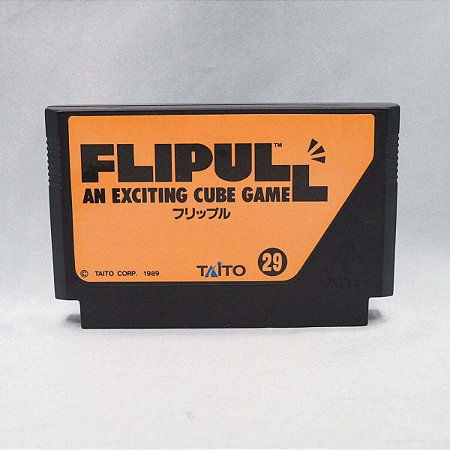 FLIPULL™
AN EXCITING CUBE GAME
フリップル
© TAITO CORP. 1989
TAITO
29